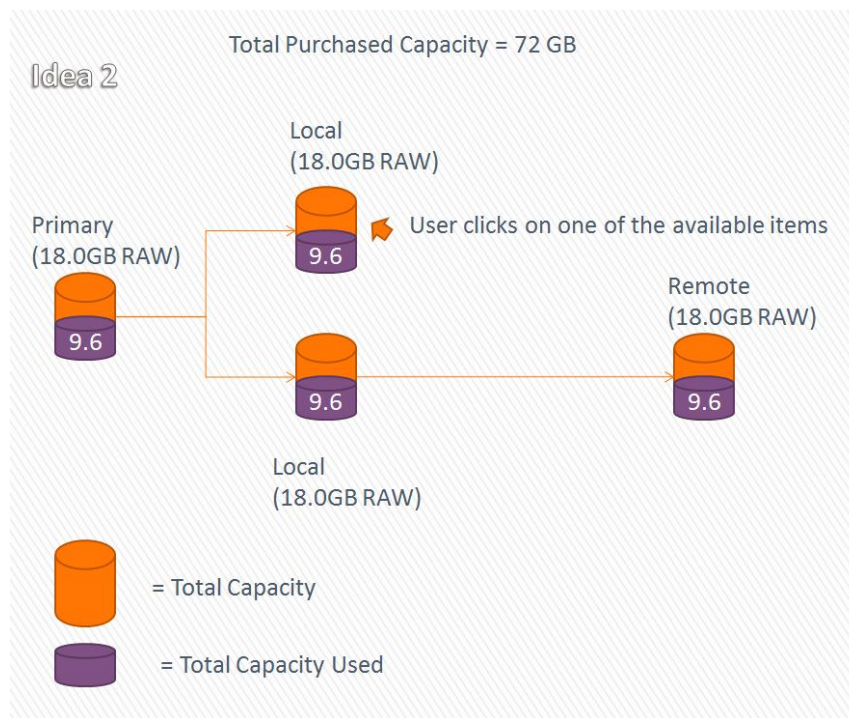 Total Purchased Capacity = 72 GB
Idea 2
Local
(18.0GB RAW)
9.6
User clicks on one of the available items
Primary
(18.0GB RAW)
9.6
Remote
(18.0GB RAW)
9.6
9.6
Local
(18.0GB RAW)
= Total Capacity
= Total Capacity Used